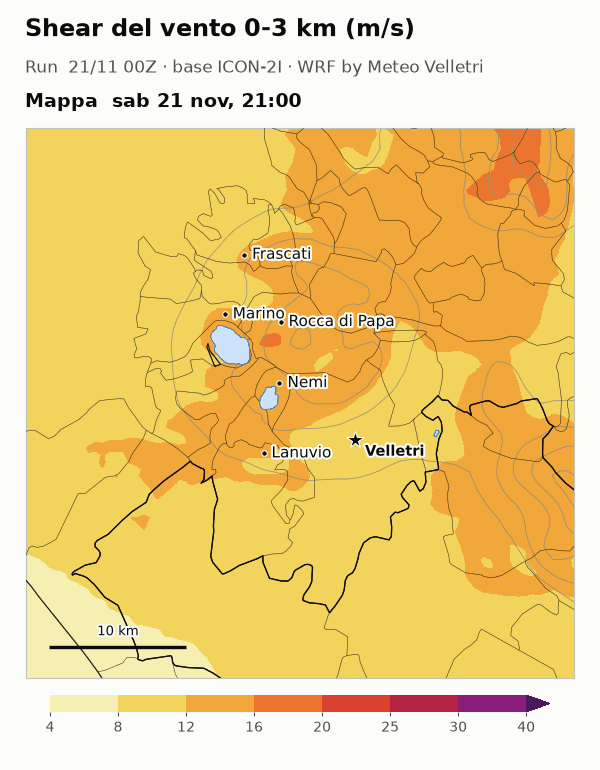 Shear del vento 0-3 km (m/s)
Run 21/11 00Z · base ICON-2I · WRF by Meteo Velletri
Mappa sab 21 nov, 21:00
Frascati
Marino
Rocca di Papa
Nemi
Velletri
Lanuvio
10 km
4 8 12 16 20 25 30 40